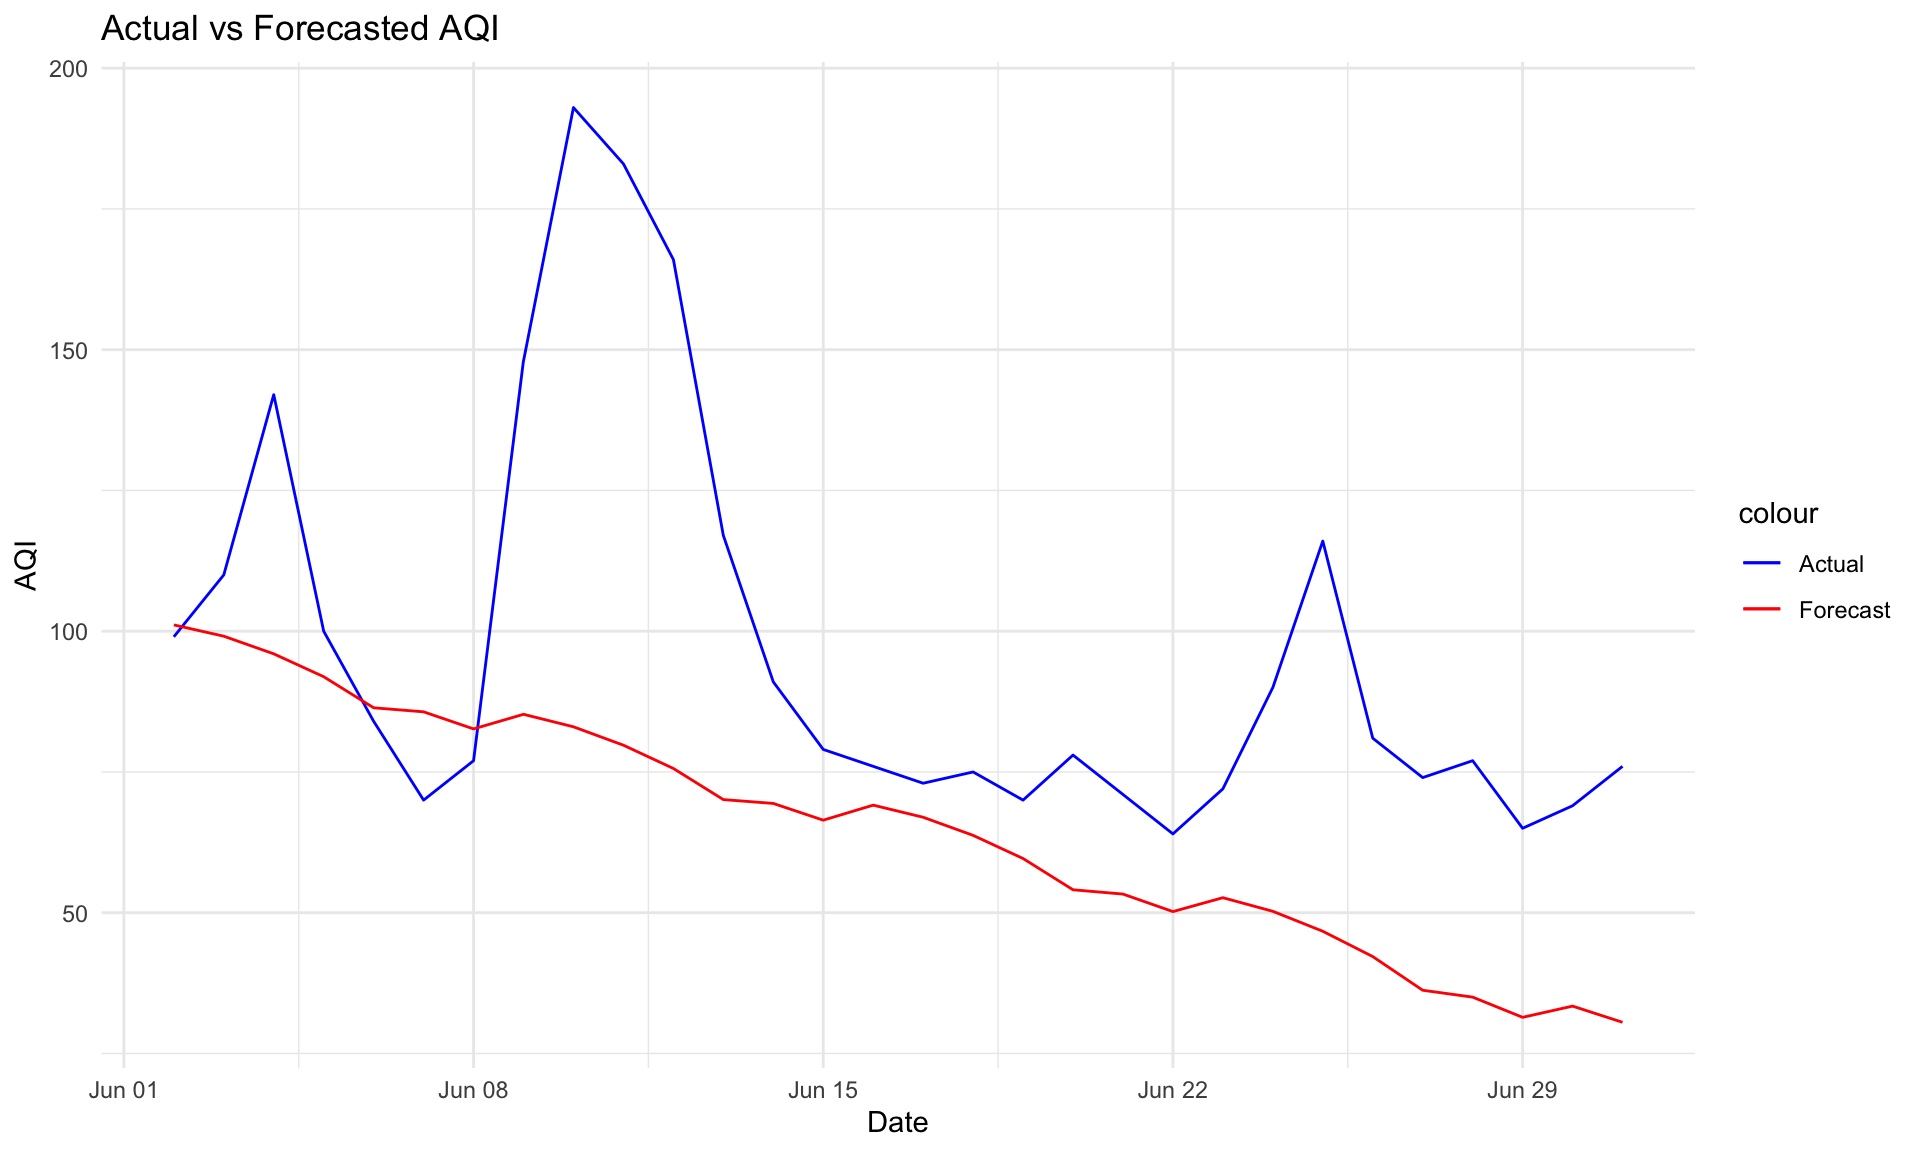 Actual vs Forecasted AQI
200
150
100
50
AQI
Jun 01
Jun 08
Jun 15
Jun 22
Jun 29
Date
colour
Actual
Forecast